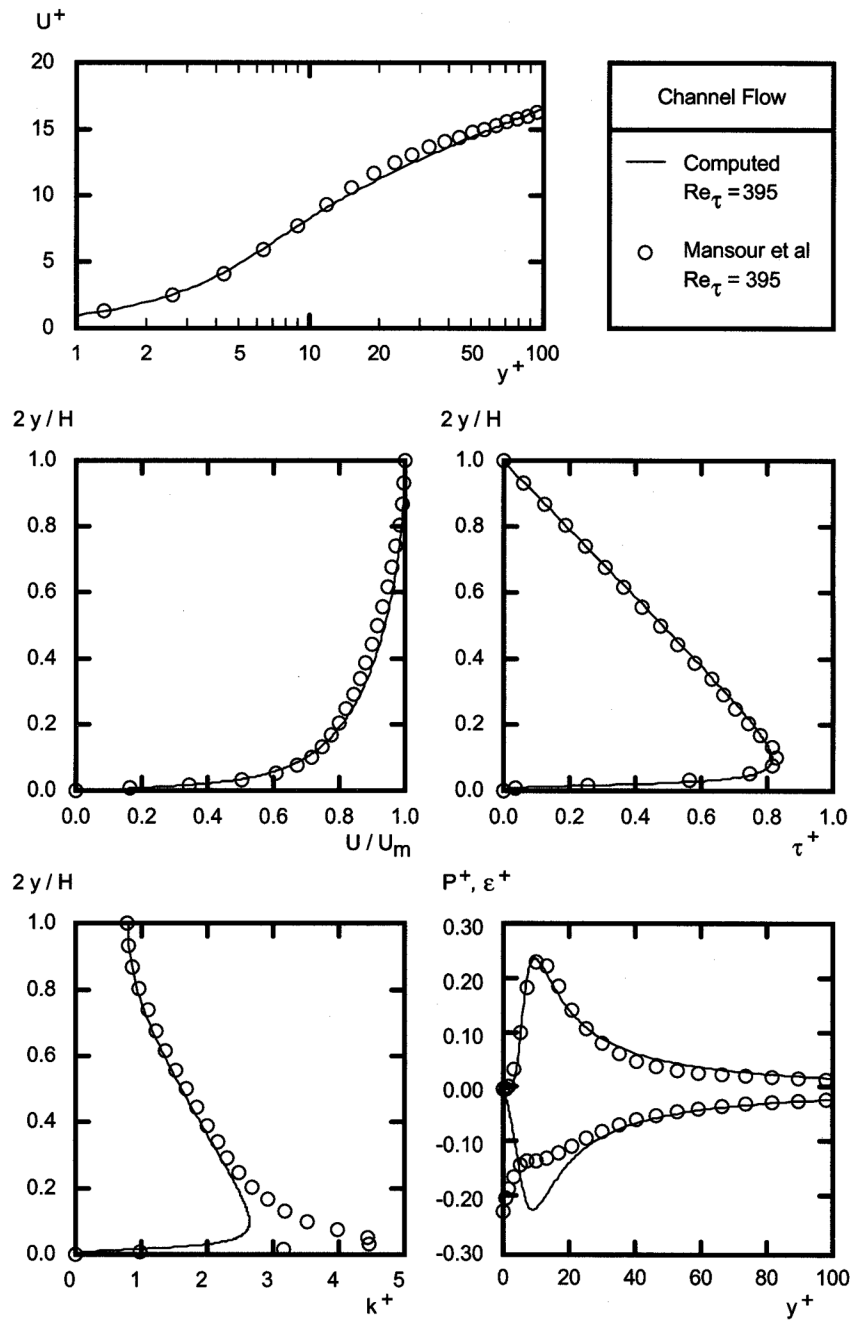 U+
20
15
10
5
0
1 2 5 10 20 50 100
y+
Channel Flow
Computed
Reτ = 395
Mansour et al
Reτ = 395
2 y / H
1.0
0.8
0.6
0.4
0.2
0.0
0.0 0.2 0.4 0.6 0.8 1.0
U / Um
2 y / H
1.0
0.8
0.6
0.4
0.2
0.0
0.0 0.2 0.4 0.6 0.8 1.0
τ+
2 y / H
1.0
0.8
0.6
0.4
0.2
0.0
0 1 2 3 4 5
k+
P+, ε+
0.30
0.20
0.10
0.00
-0.10
-0.20
-0.30
0 20 40 60 80 100
y+